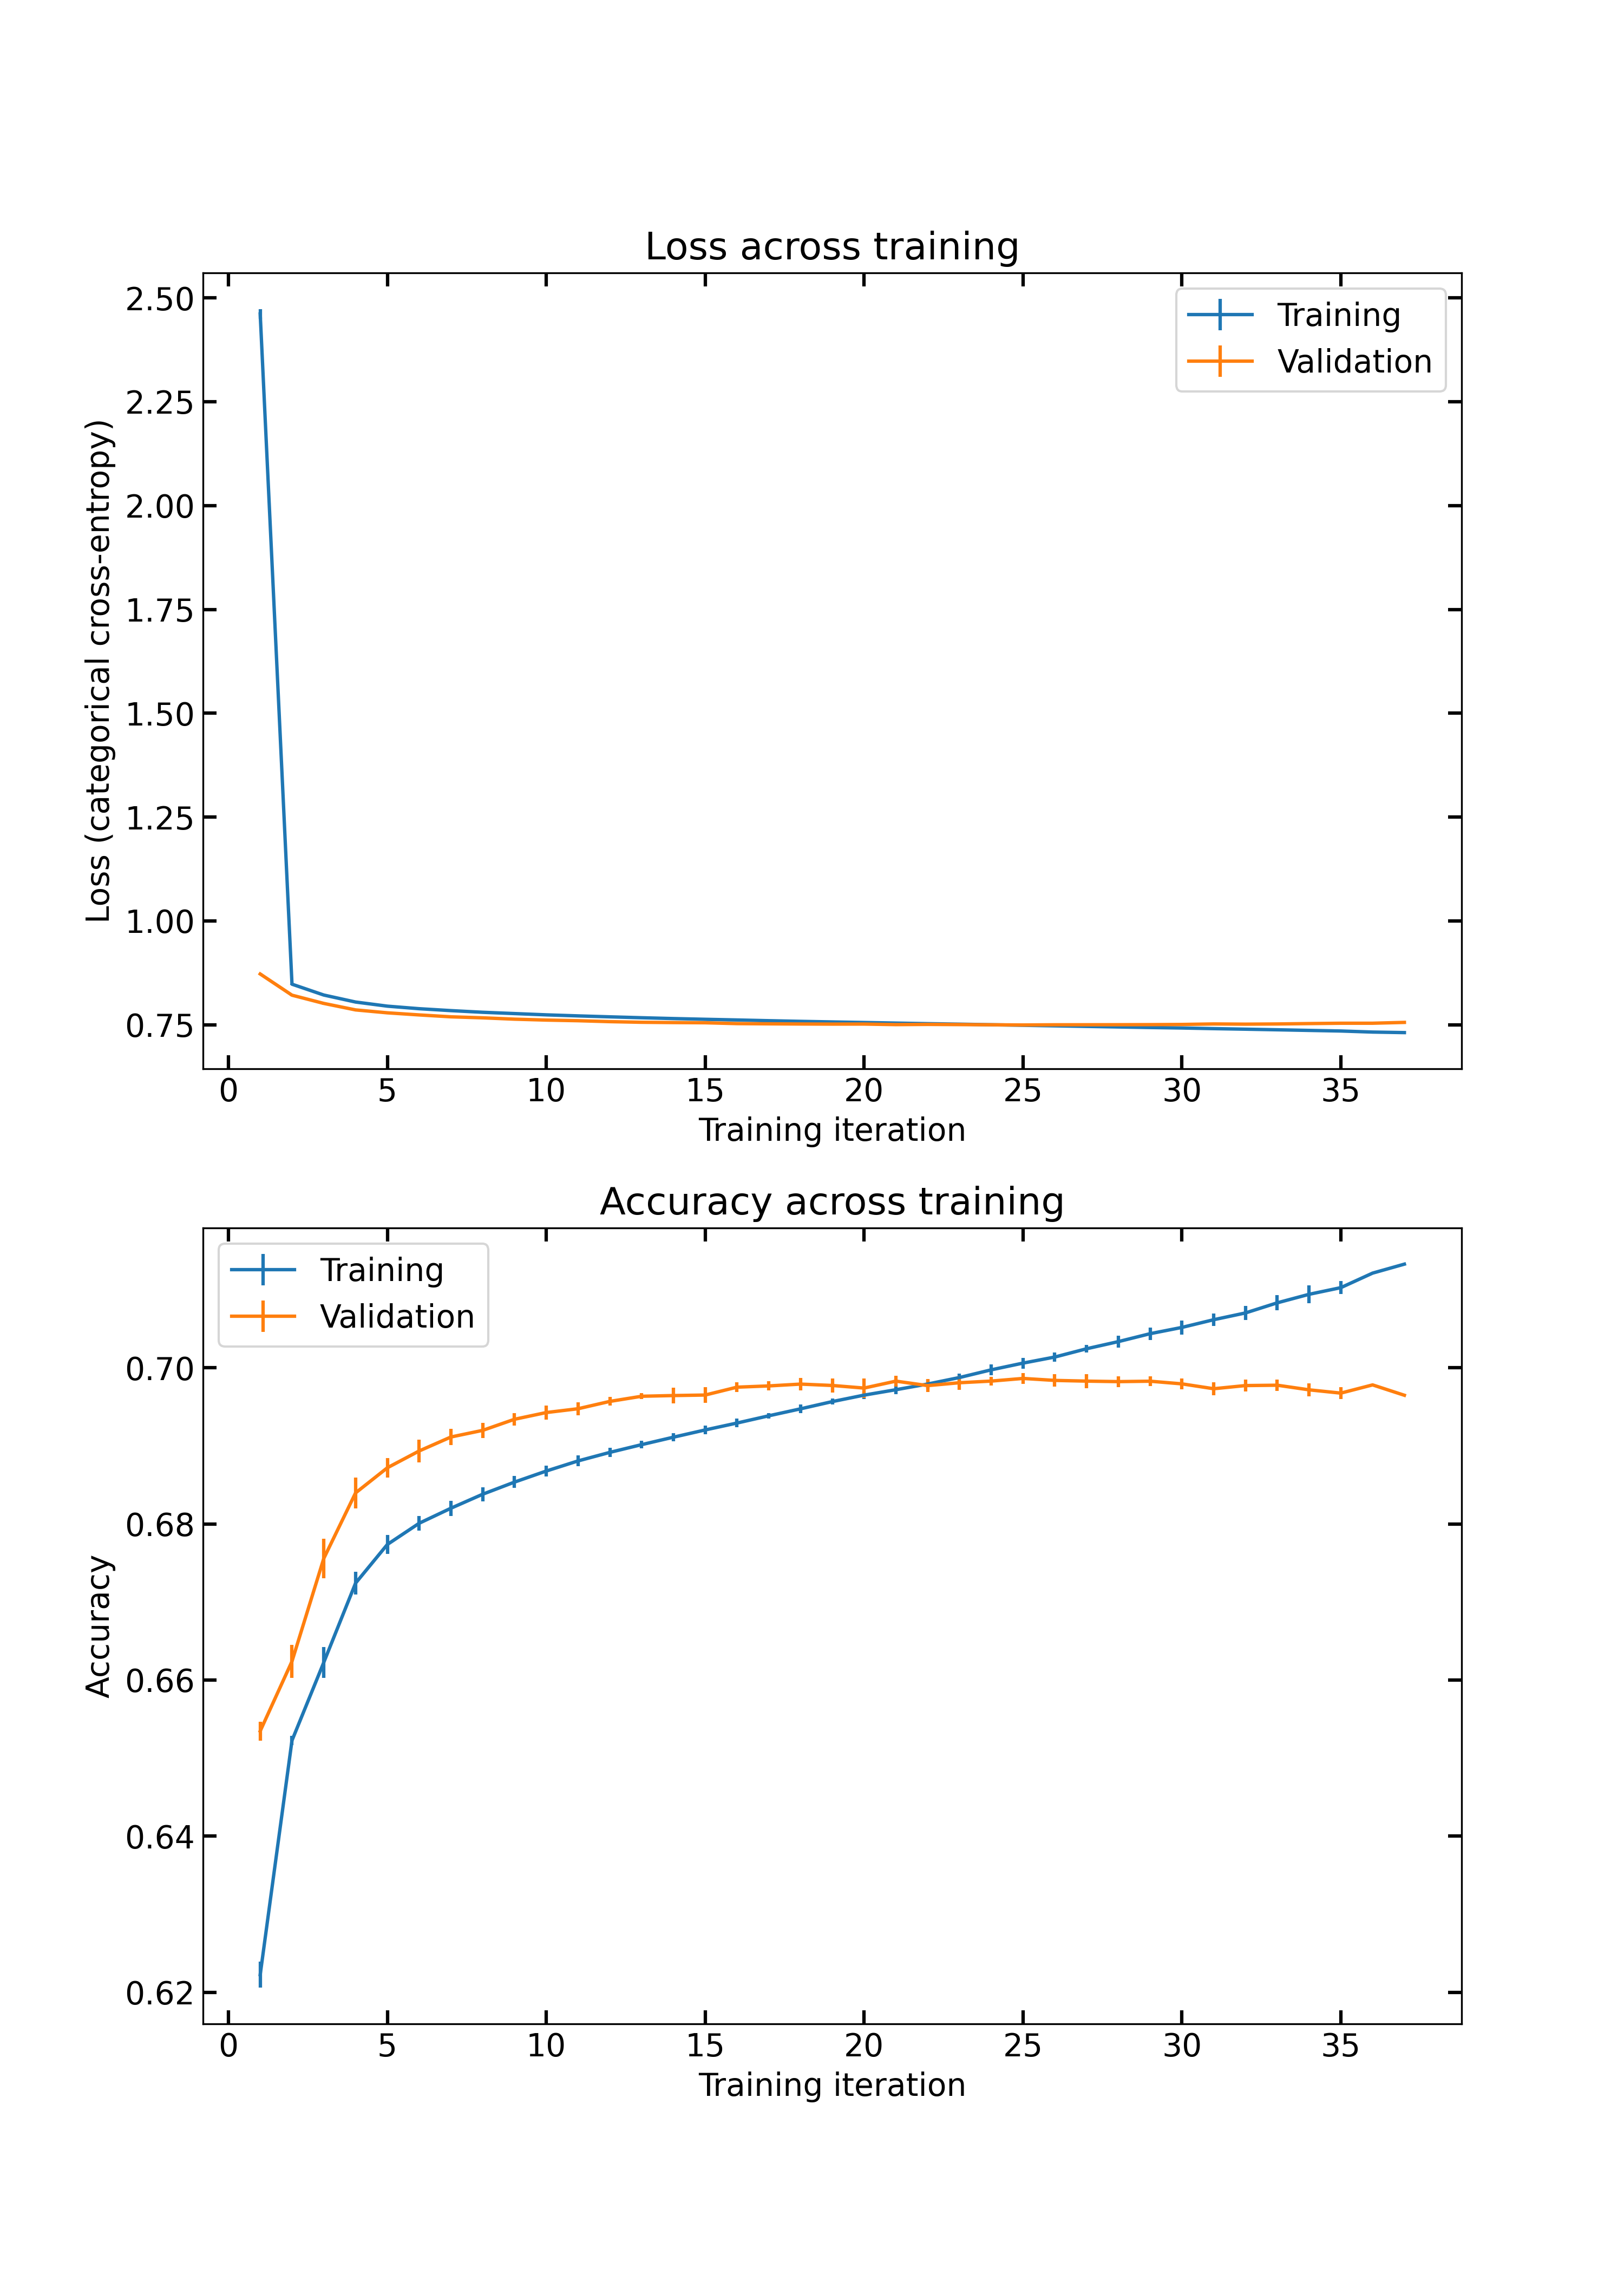 Loss across training
Training
Validation
Loss (categorical cross-entropy)
2.50
2.25
2.00
1.75
1.50
1.25
1.00
0.75
0 5 10 15 20 25 30 35
Training iteration
Accuracy across training
Training
Validation
Accuracy
0.70
0.68
0.66
0.64
0.62
0 5 10 15 20 25 30 35
Training iteration